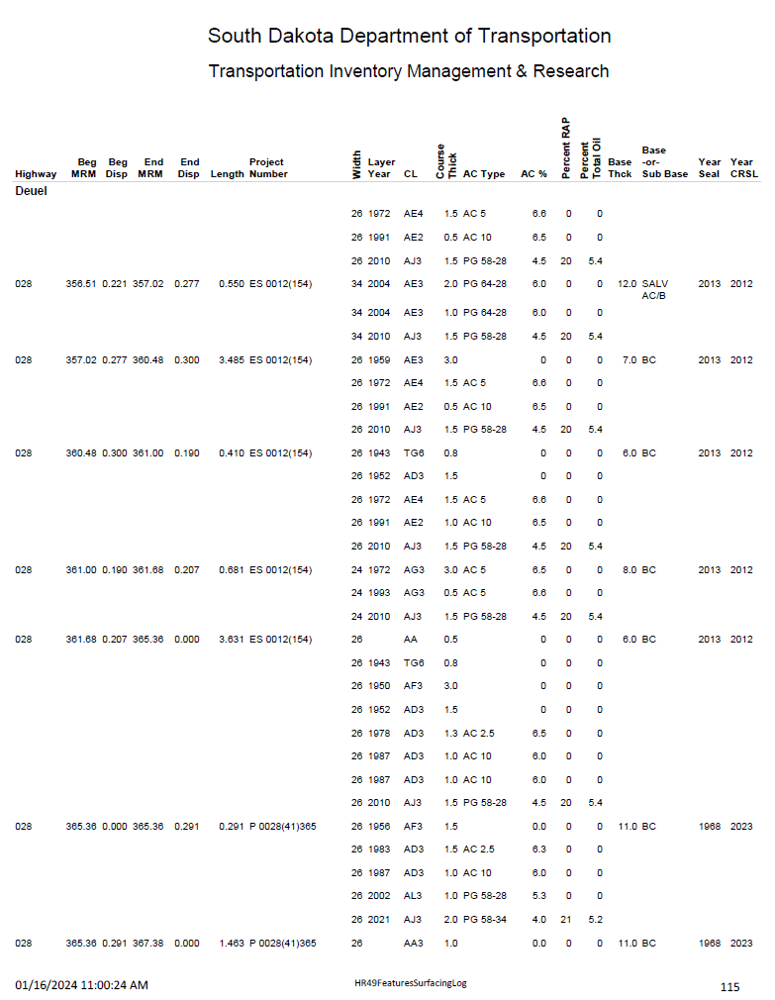 South Dakota Department of Transportation
Transportation Inventory Management & Research
Highway Beg MRM Beg Disp End MRM End Disp Length Project Number Width Layer Year CL Course Thick AC Type AC % Percent RAP Percent Total Oil Base Thck Base -or- Sub Base Year Seal Year CRSL
Deuel
26 1972 AE4 1.5 AC 5 6.6 0 0
26 1991 AE2 0.5 AC 10 6.5 0 0
26 2010 AJ3 1.5 PG 58-28 4.5 20 5.4
028 356.51 0.221 357.02 0.277 0.550 ES 0012(154) 34 2004 AE3 2.0 PG 64-28 6.0 0 0 12.0 SALV AC/B 2013 2012
34 2004 AE3 1.0 PG 64-28 6.0 0 0
34 2010 AJ3 1.5 PG 58-28 4.5 20 5.4
028 357.02 0.277 360.48 0.300 3.485 ES 0012(154) 26 1959 AE3 3.0 0 0 0 7.0 BC 2013 2012
26 1972 AE4 1.5 AC 5 6.6 0 0
26 1991 AE2 0.5 AC 10 6.5 0 0
26 2010 AJ3 1.5 PG 58-28 4.5 20 5.4
028 360.48 0.300 361.00 0.190 0.410 ES 0012(154) 26 1943 TG6 0.8 0 0 0 6.0 BC 2013 2012
26 1952 AD3 1.5 0 0 0
26 1972 AE4 1.5 AC 5 6.6 0 0
26 1991 AE2 1.0 AC 10 6.5 0 0
26 2010 AJ3 1.5 PG 58-28 4.5 20 5.4
028 361.00 0.190 361.68 0.207 0.681 ES 0012(154) 24 1972 AG3 3.0 AC 5 6.5 0 0 8.0 BC 2013 2012
24 1993 AG3 0.5 AC 5 6.6 0 0
24 2010 AJ3 1.5 PG 58-28 4.5 20 5.4
028 361.68 0.207 365.36 0.000 3.631 ES 0012(154) 26 AA 0.5 0 0 0 6.0 BC 2013 2012
26 1943 TG6 0.8 0 0 0
26 1950 AF3 3.0 0 0 0
26 1952 AD3 1.5 0 0 0
26 1978 AD3 1.3 AC 2.5 6.5 0 0
26 1987 AD3 1.0 AC 10 6.0 0 0
26 1987 AD3 1.0 AC 10 6.0 0 0
26 2010 AJ3 1.5 PG 58-28 4.5 20 5.4
028 365.36 0.000 365.36 0.291 0.291 P 0028(41)365 26 1956 AF3 1.5 0.0 0 0 11.0 BC 1968 2023
26 1983 AD3 1.5 AC 2.5 6.3 0 0
26 1987 AD3 1.0 AC 10 6.0 0 0
26 2002 AL3 1.0 PG 58-28 5.3 0 0
26 2021 AJ3 2.0 PG 58-34 4.0 21 5.2
028 365.36 0.291 367.38 0.000 1.463 P 0028(41)365 26 AA3 1.0 0.0 0 0 11.0 BC 1968 2023
01/16/2024 11:00:24 AM HR49FeaturesSurfacingLog 115